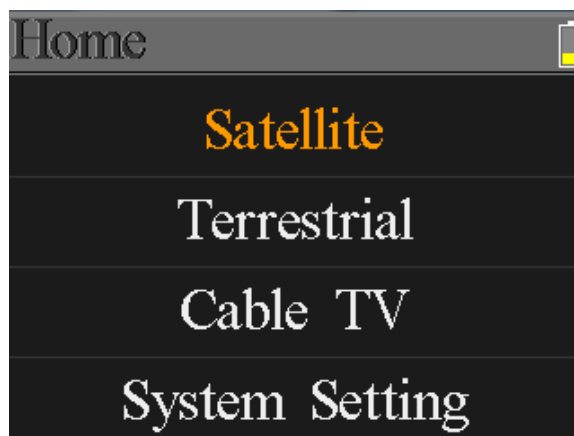 Home
Satellite
Terrestrial
Cable TV
System Setting